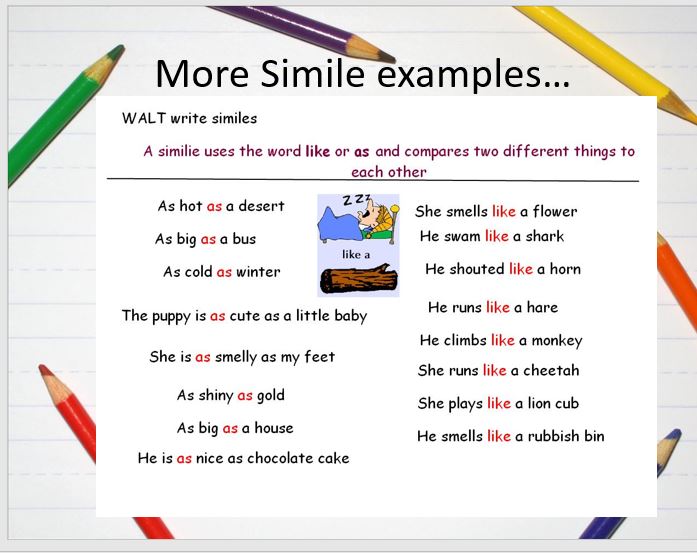 More Simile examples...
WALT write similes
A similie uses the word like or as and compares two different things to
each other
As hot as a desert
As big as a bus
As cold as winter
The puppy is as cute as a little baby
She is as smelly as my feet
As shiny as gold
As big as a house
He is as nice as chocolate cake
Z Z Z
like a
She smells like a flower
He swam like a shark
He shouted like a horn
He runs like a hare
He climbs like a monkey
She runs like a cheetah
She plays like a lion cub
He smells like a rubbish bin